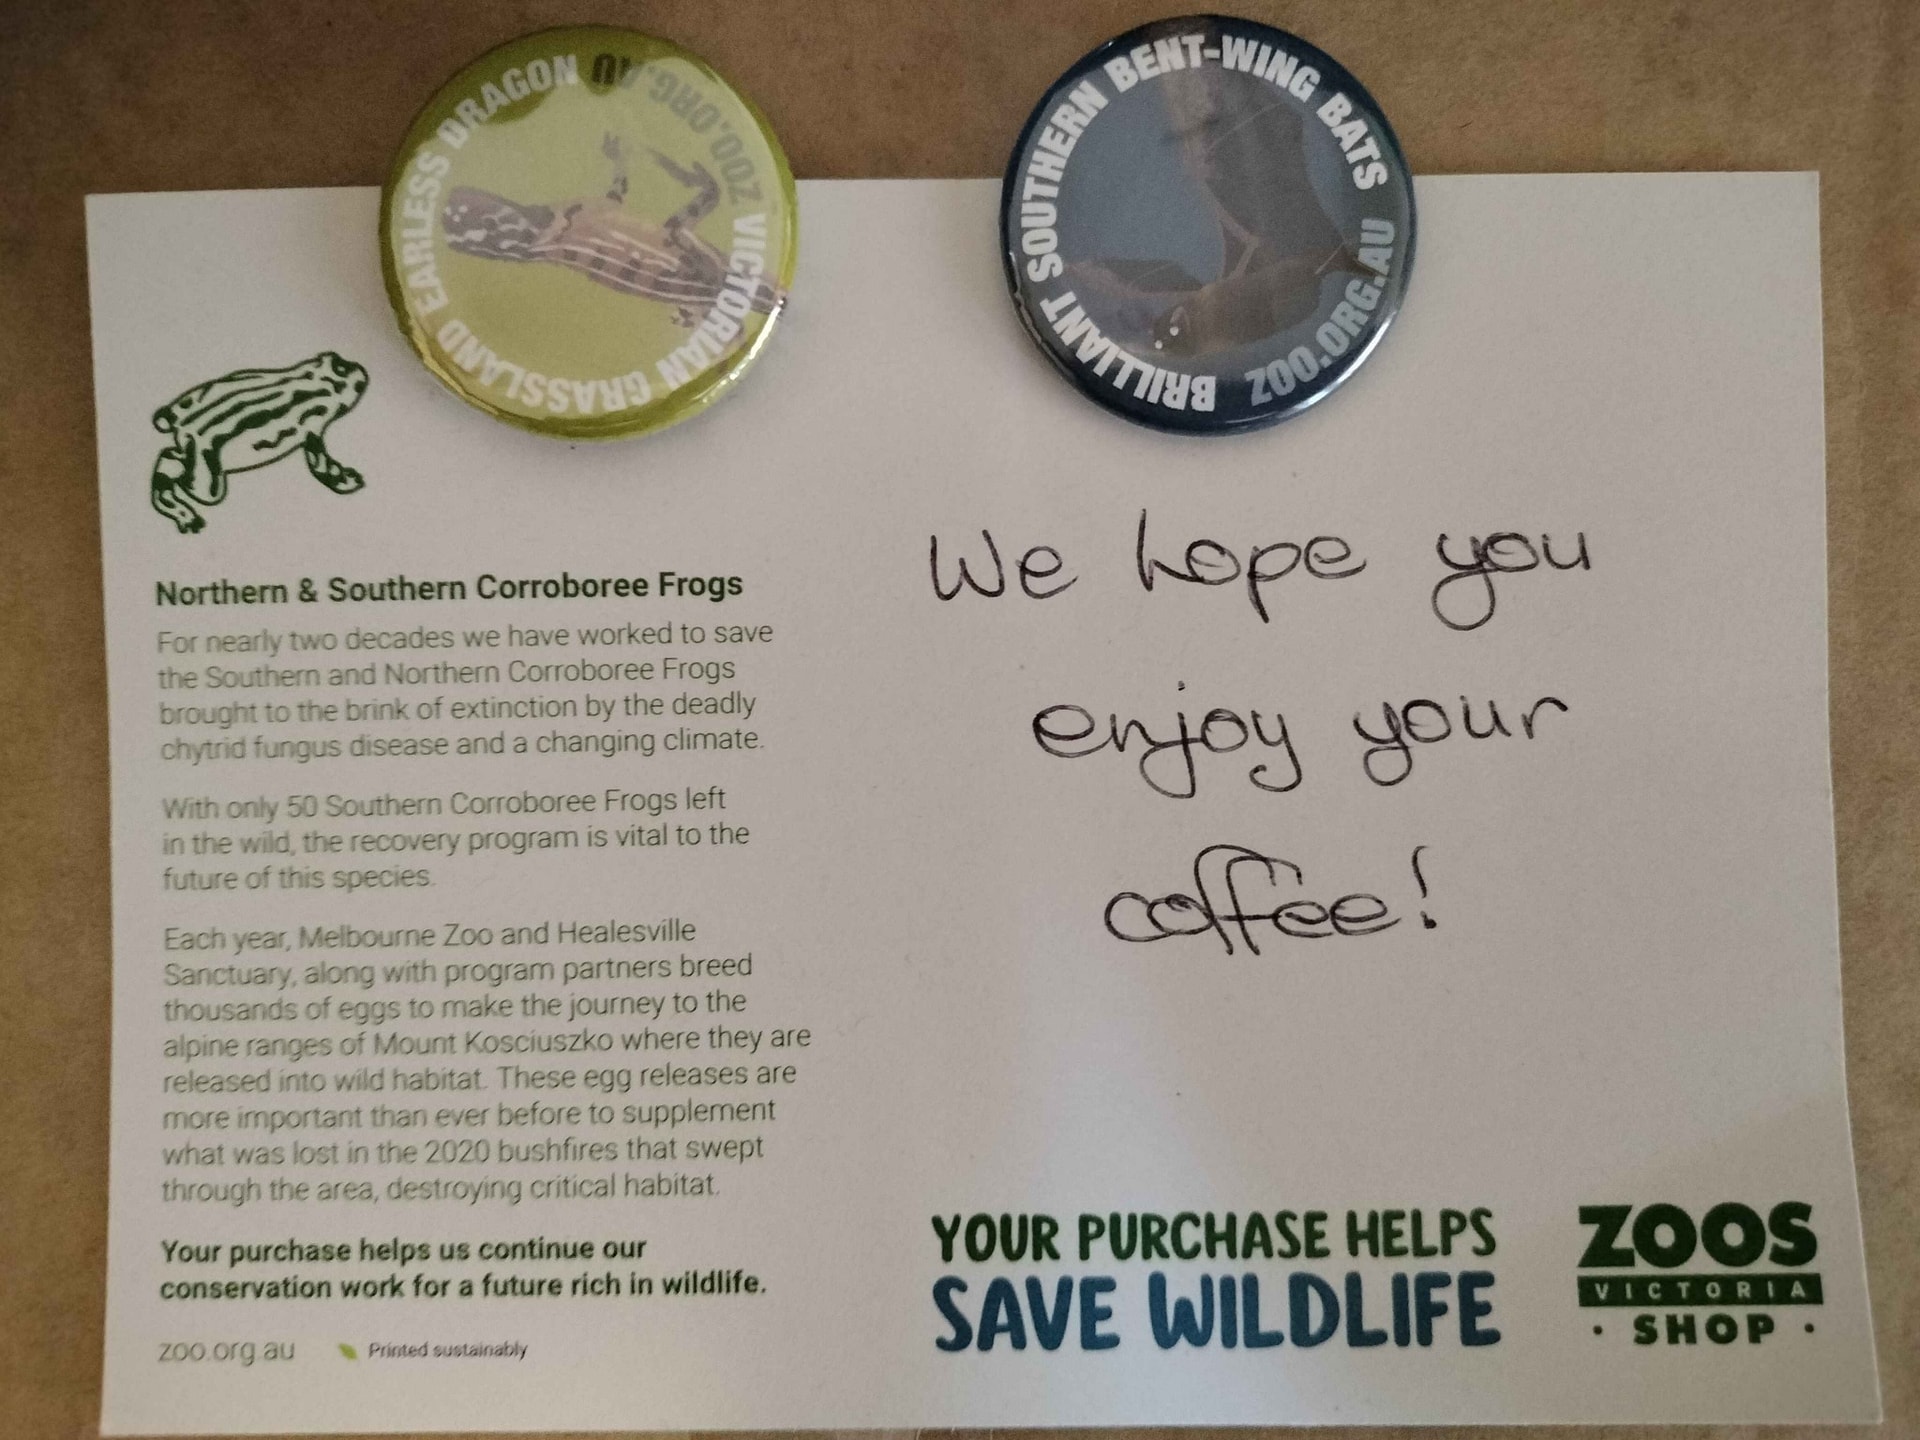 VICTORIAN GRASSLAND EARLESS DRAGON ZOO.ORG.AU
BRILLIANT SOUTHERN BENT-WING BATS ZOO.ORG.AU
Northern & Southern Corroboree Frogs
For nearly two decades we have worked to save
the Southern and Northern Corroboree Frogs
brought to the brink of extinction by the deadly
chytrid fungus disease and a changing climate.
With only 50 Southern Corroboree Frogs left
in the wild, the recovery program is vital to the
future of this species.
Each year, Melbourne Zoo and Healesville
Sanctuary, along with program partners breed
thousands of eggs to make the journey to the
alpine ranges of Mount Kosciuszko where they are
released into wild habitat. These egg releases are
more important than ever before to supplement
what was lost in the 2020 bushfires that swept
through the area, destroying critical habitat.
Your purchase helps us continue our
conservation work for a future rich in wildlife.
zoo.org.au
Printed sustainably
We hope you
enjoy your
coffee!
YOUR PURCHASE HELPS
SAVE WILDLIFE
ZOOS
VICTORIA
• SHOP •